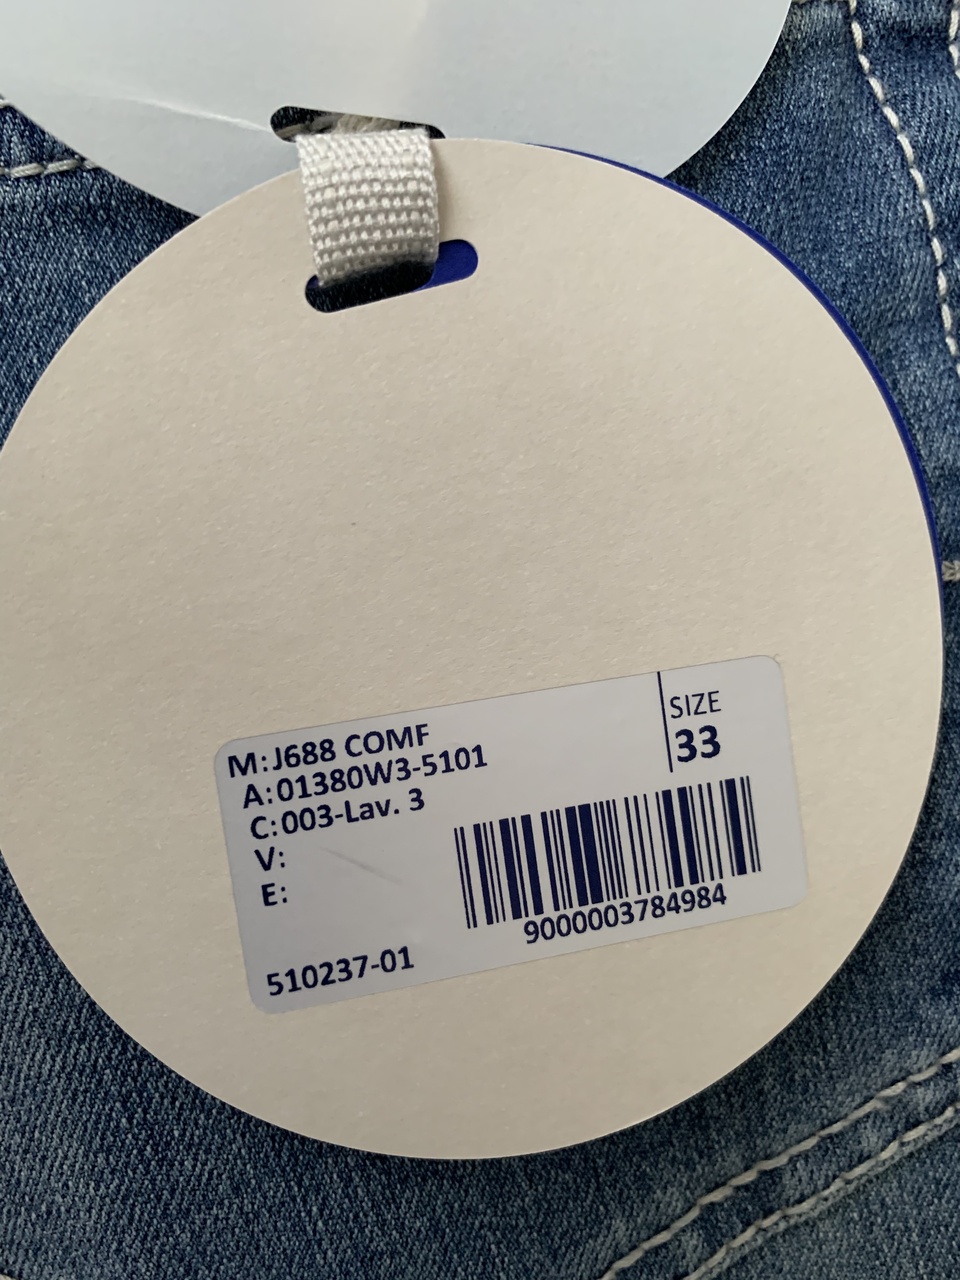 M: J688 COMF
A: 01380W3-5101
C: 003-Lav. 3
V:
E:
510237-01
SIZE
33
9000003784984